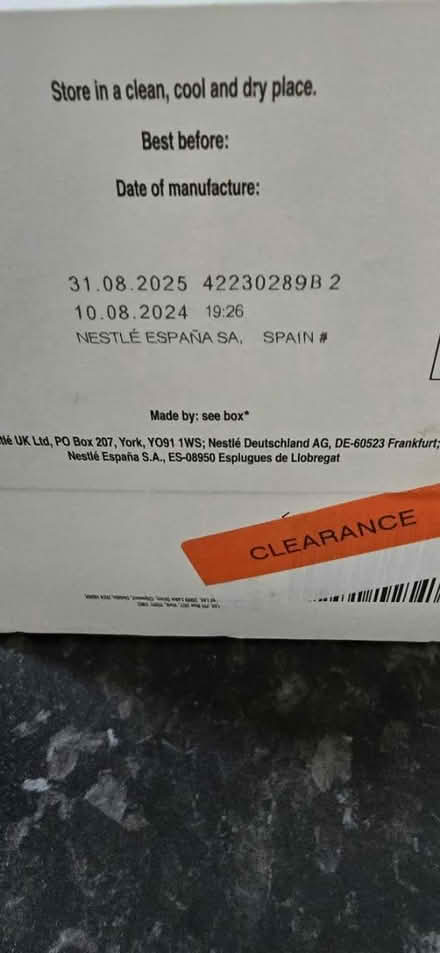 Store in a clean, cool and dry place.
Best before:
Date of manufacture:
31.08.2025 42230289B 2
10.08.2024 19:26
NESTLÉ ESPAÑA SA, SPAIN #
Made by: see box*
tlé UK Ltd, PO Box 207, York, YO91 1WS; Nestlé Deutschland AG, DE-60523 Frankfurt;
Nestlé España S.A., ES-08950 Esplugues de Llobregat
CLEARANCE